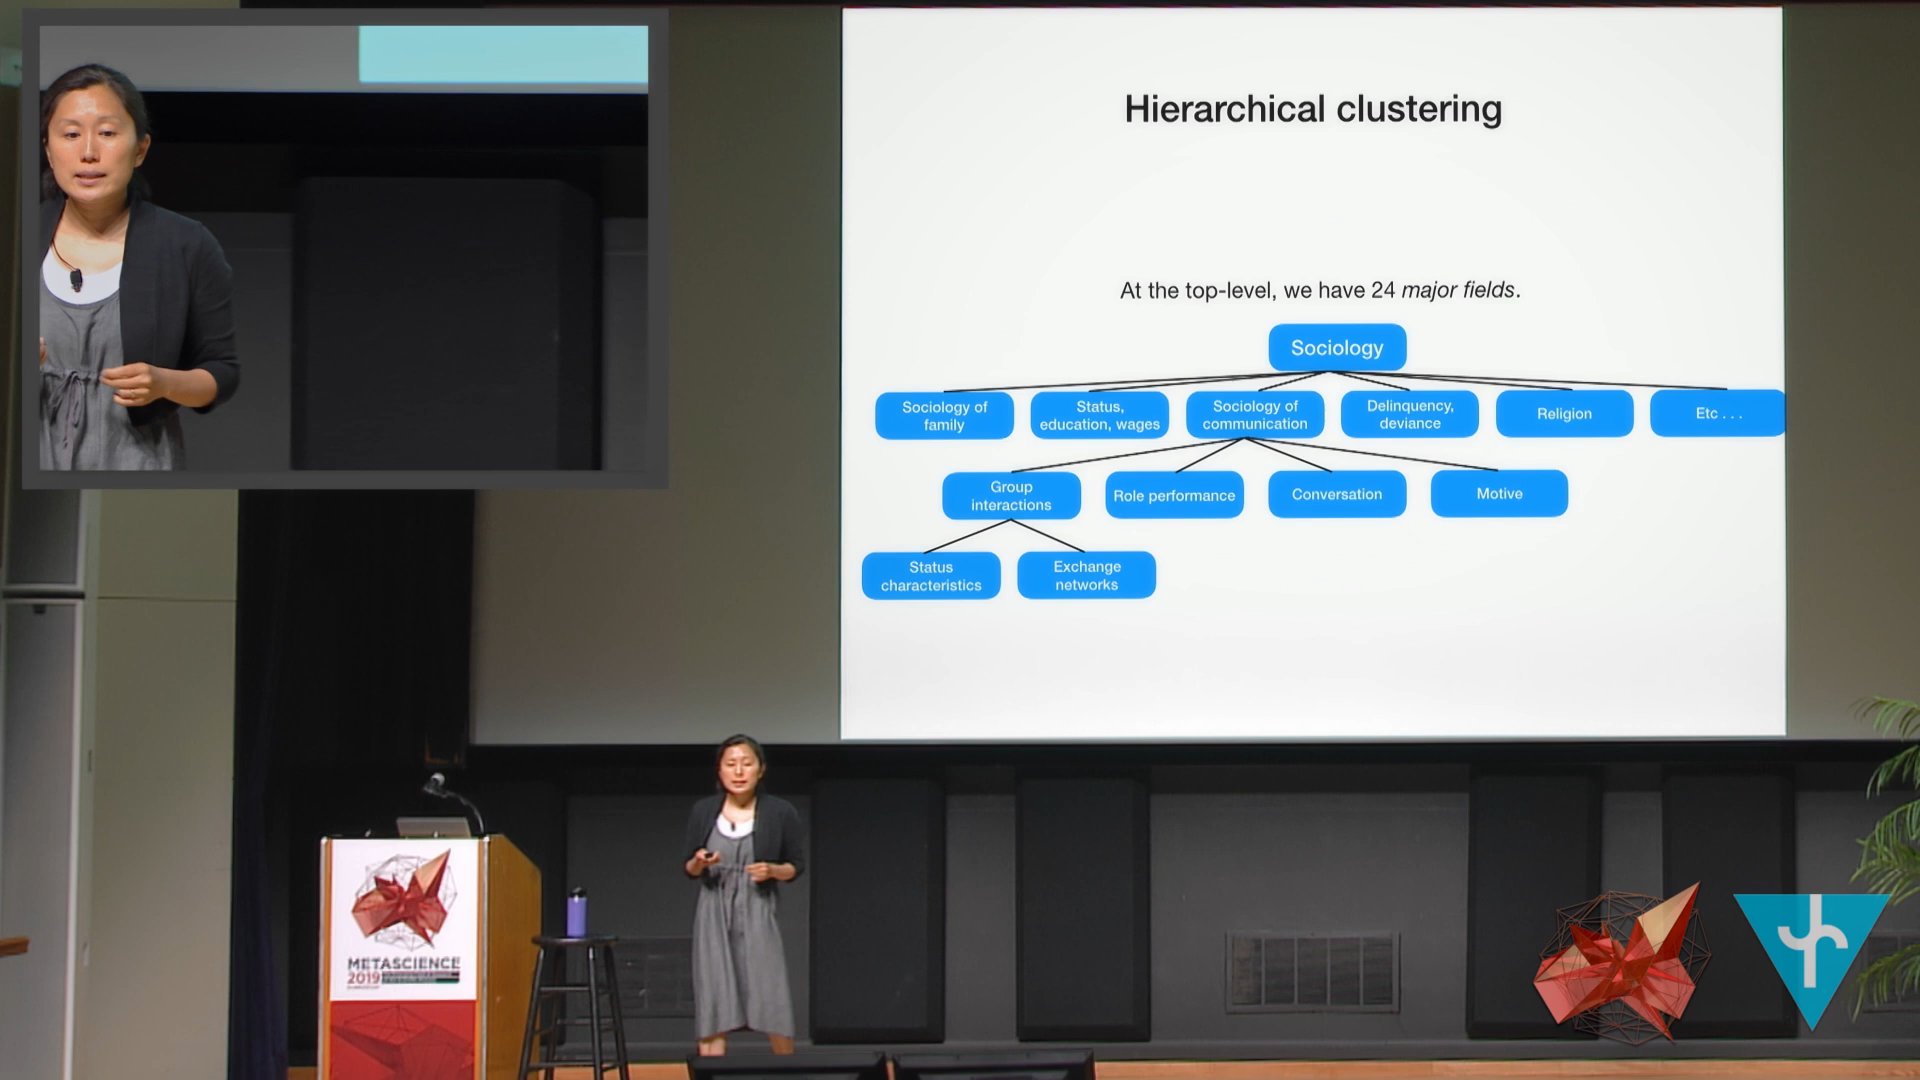 Hierarchical clustering
At the top-level, we have 24 major fields.
Sociology
Sociology of
family
Status,
education, wages
Sociology of
communication
Delinquency,
deviance
Religion
Etc . . .
Group
interactions
Role performance
Conversation
Motive
Status
characteristics
Exchange
networks
METASCIENCE
2019